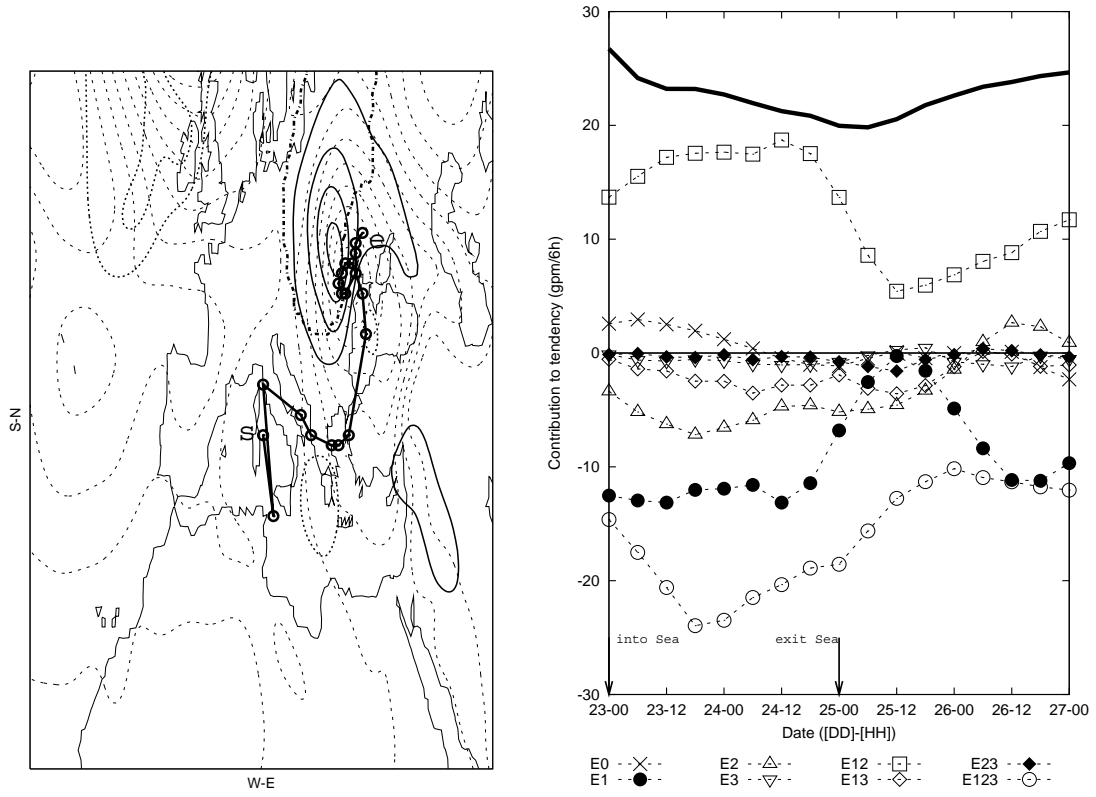 S-N
W-E
S
Contribution to tendency (gpm/6h)
30
20
10
0
-10
-20
-30
into Sea
exit Sea
23-00 23-12 24-00 24-12 25-00 25-12 26-00 26-12 27-00
Date ([DD]-[HH])
E0 E2 E12 E23
E1 E3 E13 E123